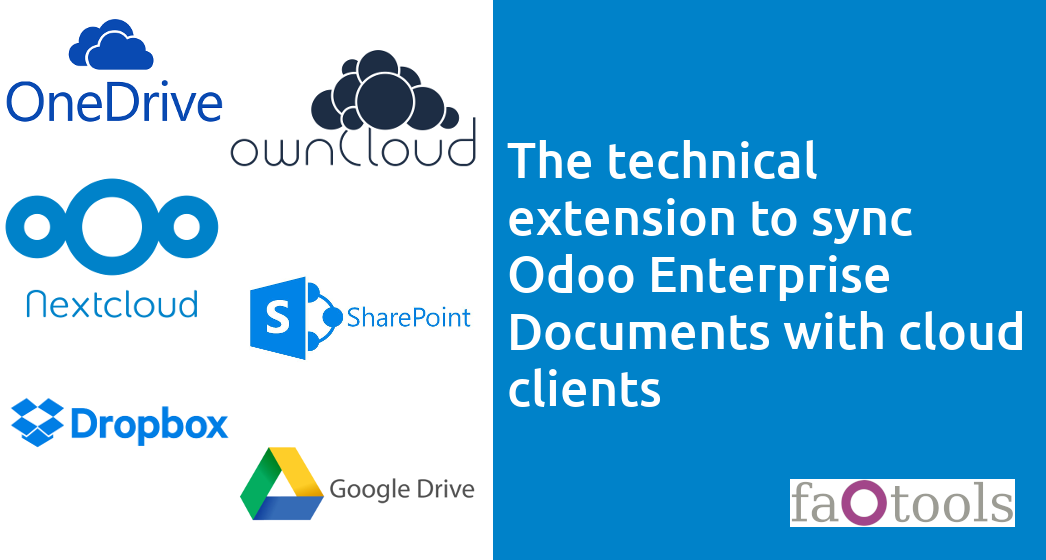 OneDrive
ownCloud
Nextcloud
S SharePoint
Dropbox
Google Drive
The technical
extension to sync
Odoo Enterprise
Documents with cloud
clients
faOtools